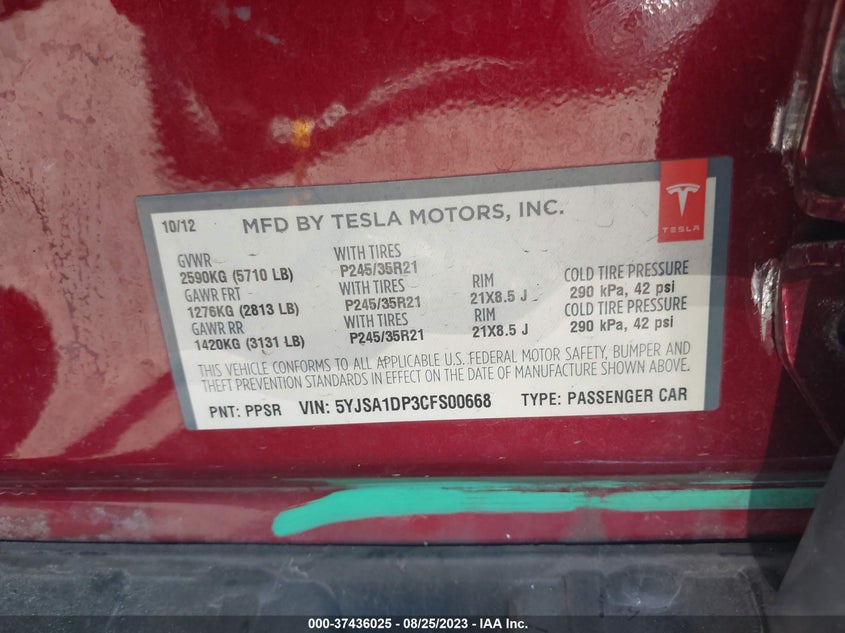 10/12 MFD BY TESLA MOTORS, INC.
TESLA
GVWR WITH TIRES
2590KG (5710 LB) P245/35R21 RIM COLD TIRE PRESSURE
GAWR FRT WITH TIRES
1276KG (2813 LB) P245/35R21 21X8.5 J 290 kPa, 42 psi
GAWR RR WITH TIRES RIM COLD TIRE PRESSURE
1420KG (3131 LB) P245/35R21 21X8.5 J 290 kPa, 42 psi
THIS VEHICLE CONFORMS TO ALL APPLICABLE U.S. FEDERAL MOTOR SAFETY, BUMPER AND
THEFT PREVENTION STANDARDS IN EFFECT ON THE DATE OF MANUFACTURE SHOWN ABOVE.
PNT: PPSR VIN: 5YJSA1DP3CFS00668 TYPE: PASSENGER CAR
000-37436025 - 08/25/2023 - IAA Inc.